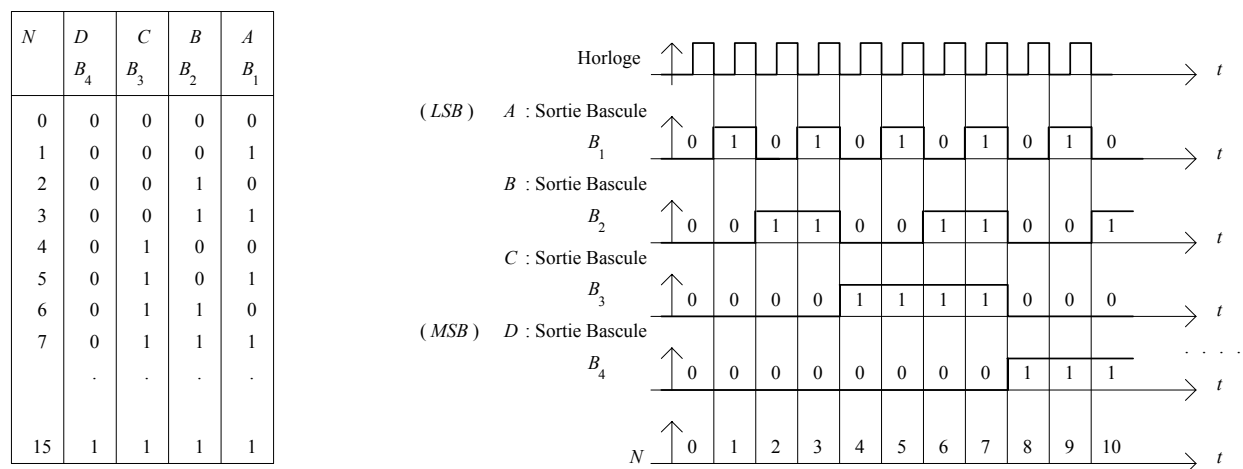 N D C B A
B4 B3 B2 B1
0 0 0 0 0
1 0 0 0 1
2 0 0 1 0
3 0 0 1 1
4 0 1 0 0
5 0 1 0 1
6 0 1 1 0
7 0 1 1 1
. . . .
15 1 1 1 1
Horloge t
( LSB ) A : Sortie Bascule
B1 0 1 0 1 0 1 0 1 0 1 0 t
B : Sortie Bascule
B2 0 0 1 1 0 0 1 1 0 0 1 t
C : Sortie Bascule
B3 0 0 0 0 1 1 1 1 0 0 0 t
( MSB ) D : Sortie Bascule
B4 0 0 0 0 0 0 0 0 1 1 1 t
. . . .
N 0 1 2 3 4 5 6 7 8 9 10 t